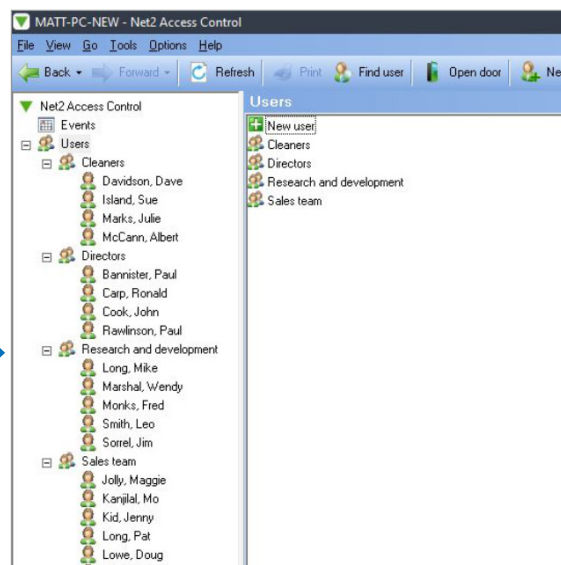 MATT-PC-NEW - Net2 Access Control
File View Go Tools Options Help
Back Forward Refresh Print Find user Open door Ne
Net2 Access Control
Events
Users
Cleaners
Davidson, Dave
Island, Sue
Marks, Julie
McCann, Albert
Directors
Bannister, Paul
Carp, Ronald
Cook, John
Rawlinson, Paul
Research and development
Long, Mike
Marshal, Wendy
Monks, Fred
Smith, Leo
Sorrel, Jim
Sales team
Jolly, Maggie
Kanjilal, Mo
Kid, Jenny
Long, Pat
Lowe, Doug
Users
New user
Cleaners
Directors
Research and development
Sales team